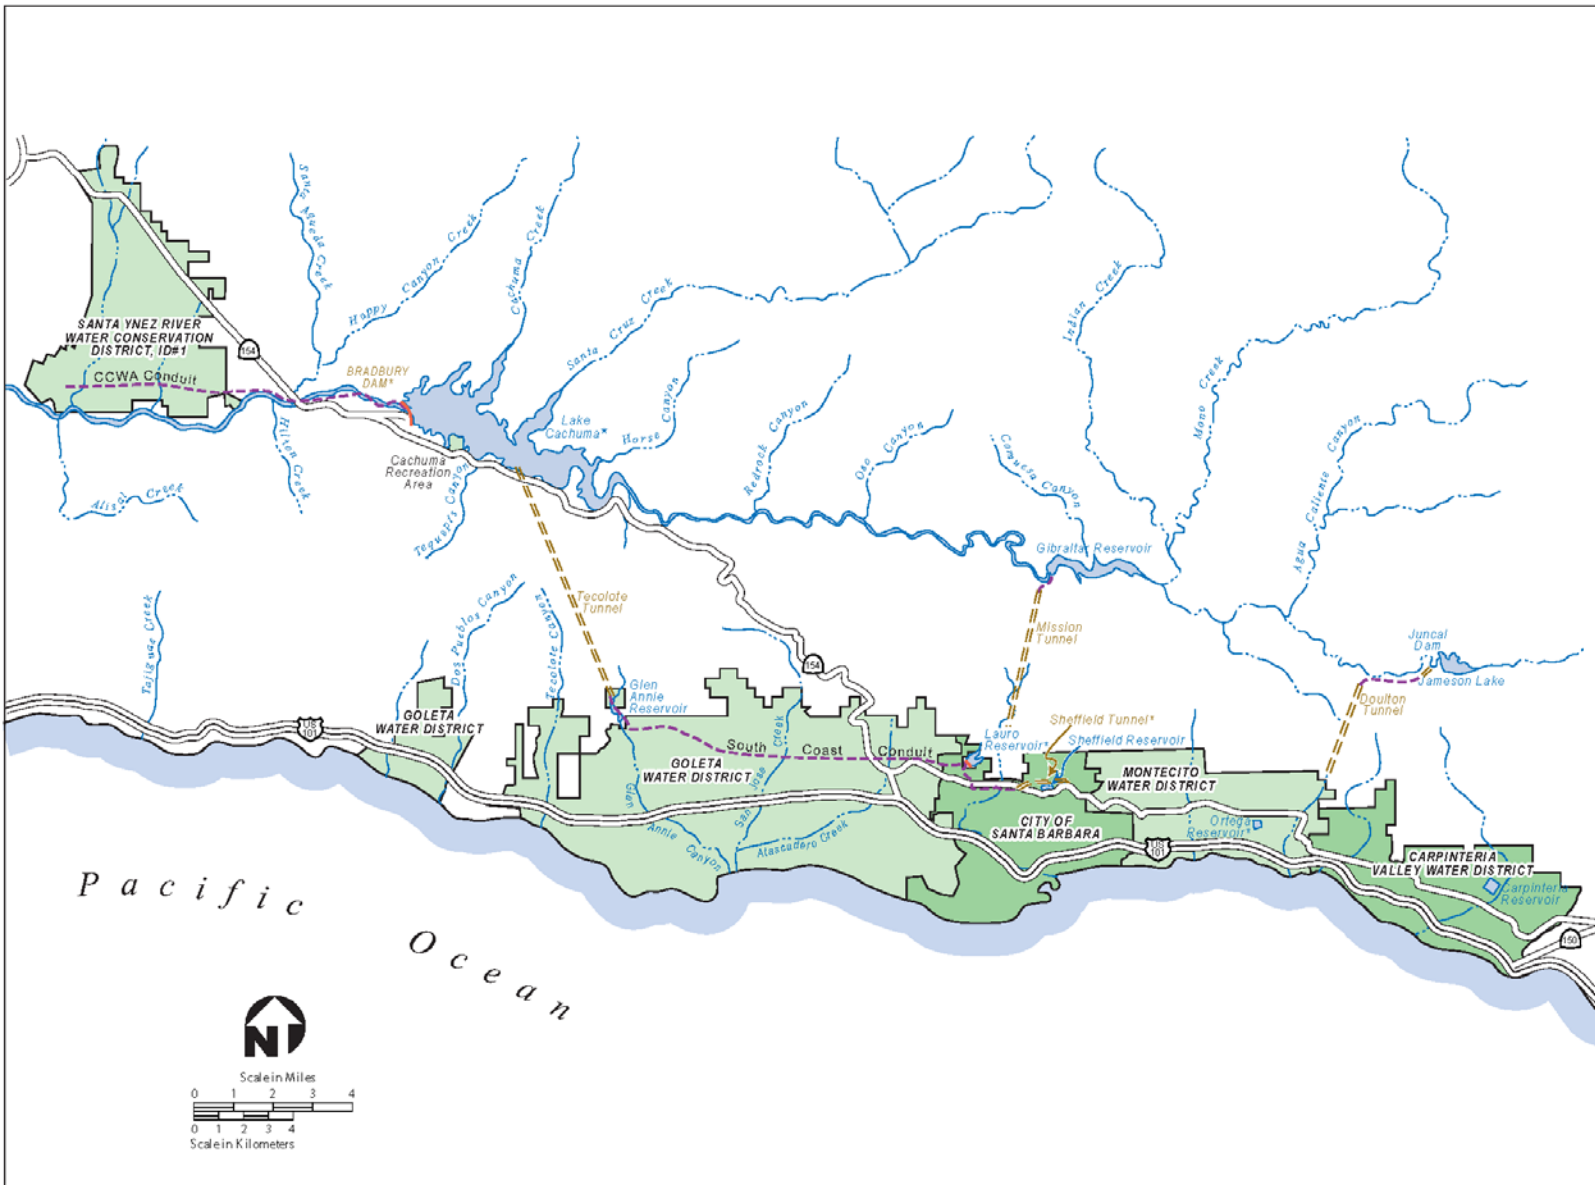 Santa Agueda Creek
Happy Canyon Creek
Cachuma Creek
Santa Cruz Creek
Indian Creek
Mono Creek
SANTA YNEZ RIVER
WATER CONSERVATION
DISTRICT, ID#1
154
CCWA Conduit
BRADBURY
DAM*
Lake
Cachuma*
Horse Canyon
Redrock Canyon
Oso Canyon
Camuesa Canyon
Agua Caliente Canyon
Hilton Creek
Alisal Creek
Cachuma
Recreation
Area
Tequepis Canyon
Gibraltar Reservoir
Tajiguas Creek
Dos Pueblos Canyon
Tecolote Canyon
Tecolote
Tunnel
Mission
Tunnel
Juncal
Dam
Jameson Lake
Doulton
Tunnel
154
Glen
Annie
Reservoir
US
101
GOLETA
WATER DISTRICT
South Coast Conduit
San Jose Creek
GOLETA
WATER DISTRICT
Lauro
Reservoir*
Sheffield Tunnel*
Sheffield Reservoir
MONTECITO
WATER DISTRICT
Glen Annie Canyon
Atascadero Creek
CITY OF
SANTA BARBARA
Ortega
Reservoir*
US
101
CARPINTERIA
VALLEY WATER DISTRICT
Carpinteria
Reservoir
150
Pacific
Ocean
N
Scale in Miles
0 1 2 3 4
0 1 2 3 4
Scale in Kilometers